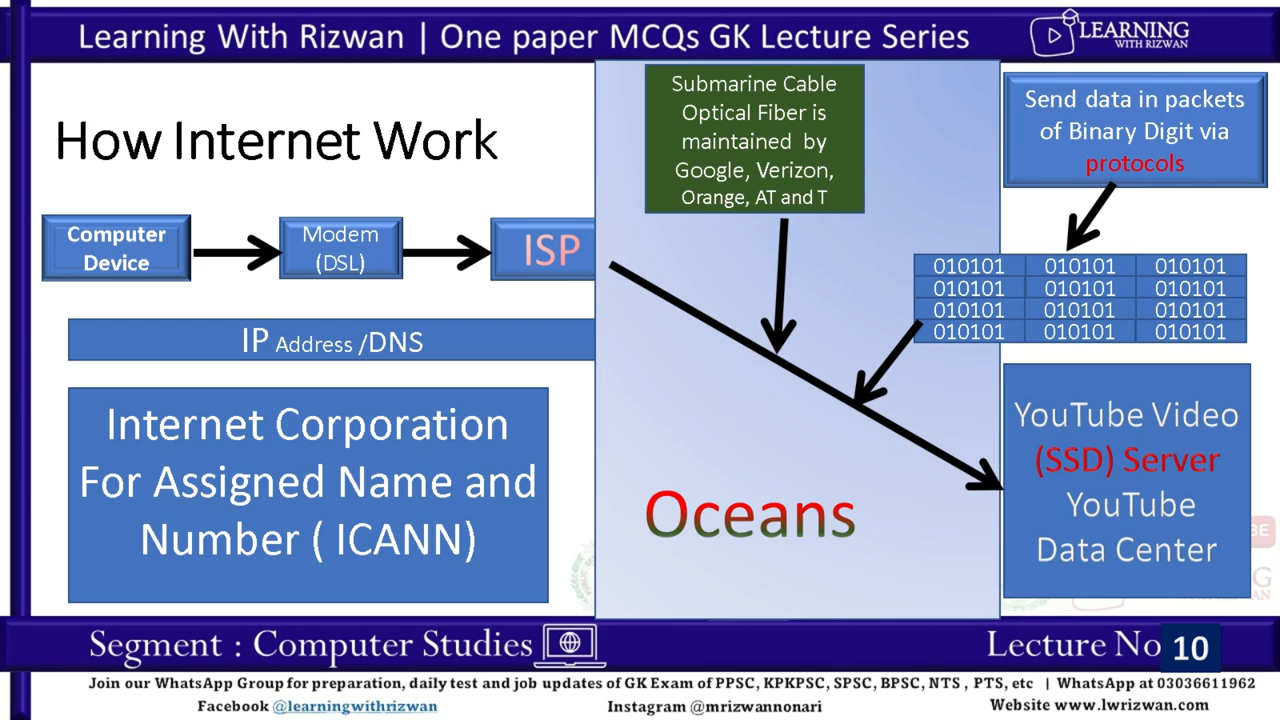 Learning With Rizwan | One paper MCQs GK Lecture Series
LEARNING
WITH RIZWAN
How Internet Work
Submarine Cable
Optical Fiber is
maintained by
Google, Verizon,
Orange, AT and T
Send data in packets
of Binary Digit via
protocols
Computer
Device
Modem
(DSL)
ISP
010101 010101 010101
010101 010101 010101
010101 010101 010101
010101 010101 010101
IP Address /DNS
Internet Corporation
For Assigned Name and
Number ( ICANN)
Oceans
YouTube Video
(SSD) Server
YouTube
Data Center
Segment : Computer Studies
Lecture No 10
Join our WhatsApp Group for preparation, daily test and job updates of GK Exam of PPSC, KPKPSC, SPSC, BPSC, NTS , PTS, etc | WhatsApp at 03036611962
Facebook @learningwithrizwan
Instagram @mrizwannonari
Website www.lwrizwan.com